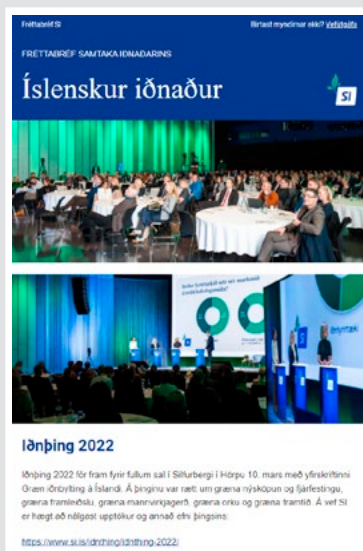 Fréttabréf SI
Birtast myndirnar ekki? Vefútgáfa
FRÉTTABRÉF SAMTAKA IÐNAÐARINS
Íslenskur iðnaður
SI
SI
Iðnþing 2022
Iðnþing 2022 fór fram fyrir fullum sal í Silfurbergi í Hörpu 10. mars með yfirskriftinni
Græn iðnbylting á Íslandi. Á þinginu var rætt um græna nýsköpun og fjárfestingu,
græna framleiðslu, græna mannvirkjagerð, græna orku og græna framtíð. Á vef SI
er hægt að nálgast upptökur og annað efni þingsins:
https://www.si.is/idnthing/idnthing-2022/